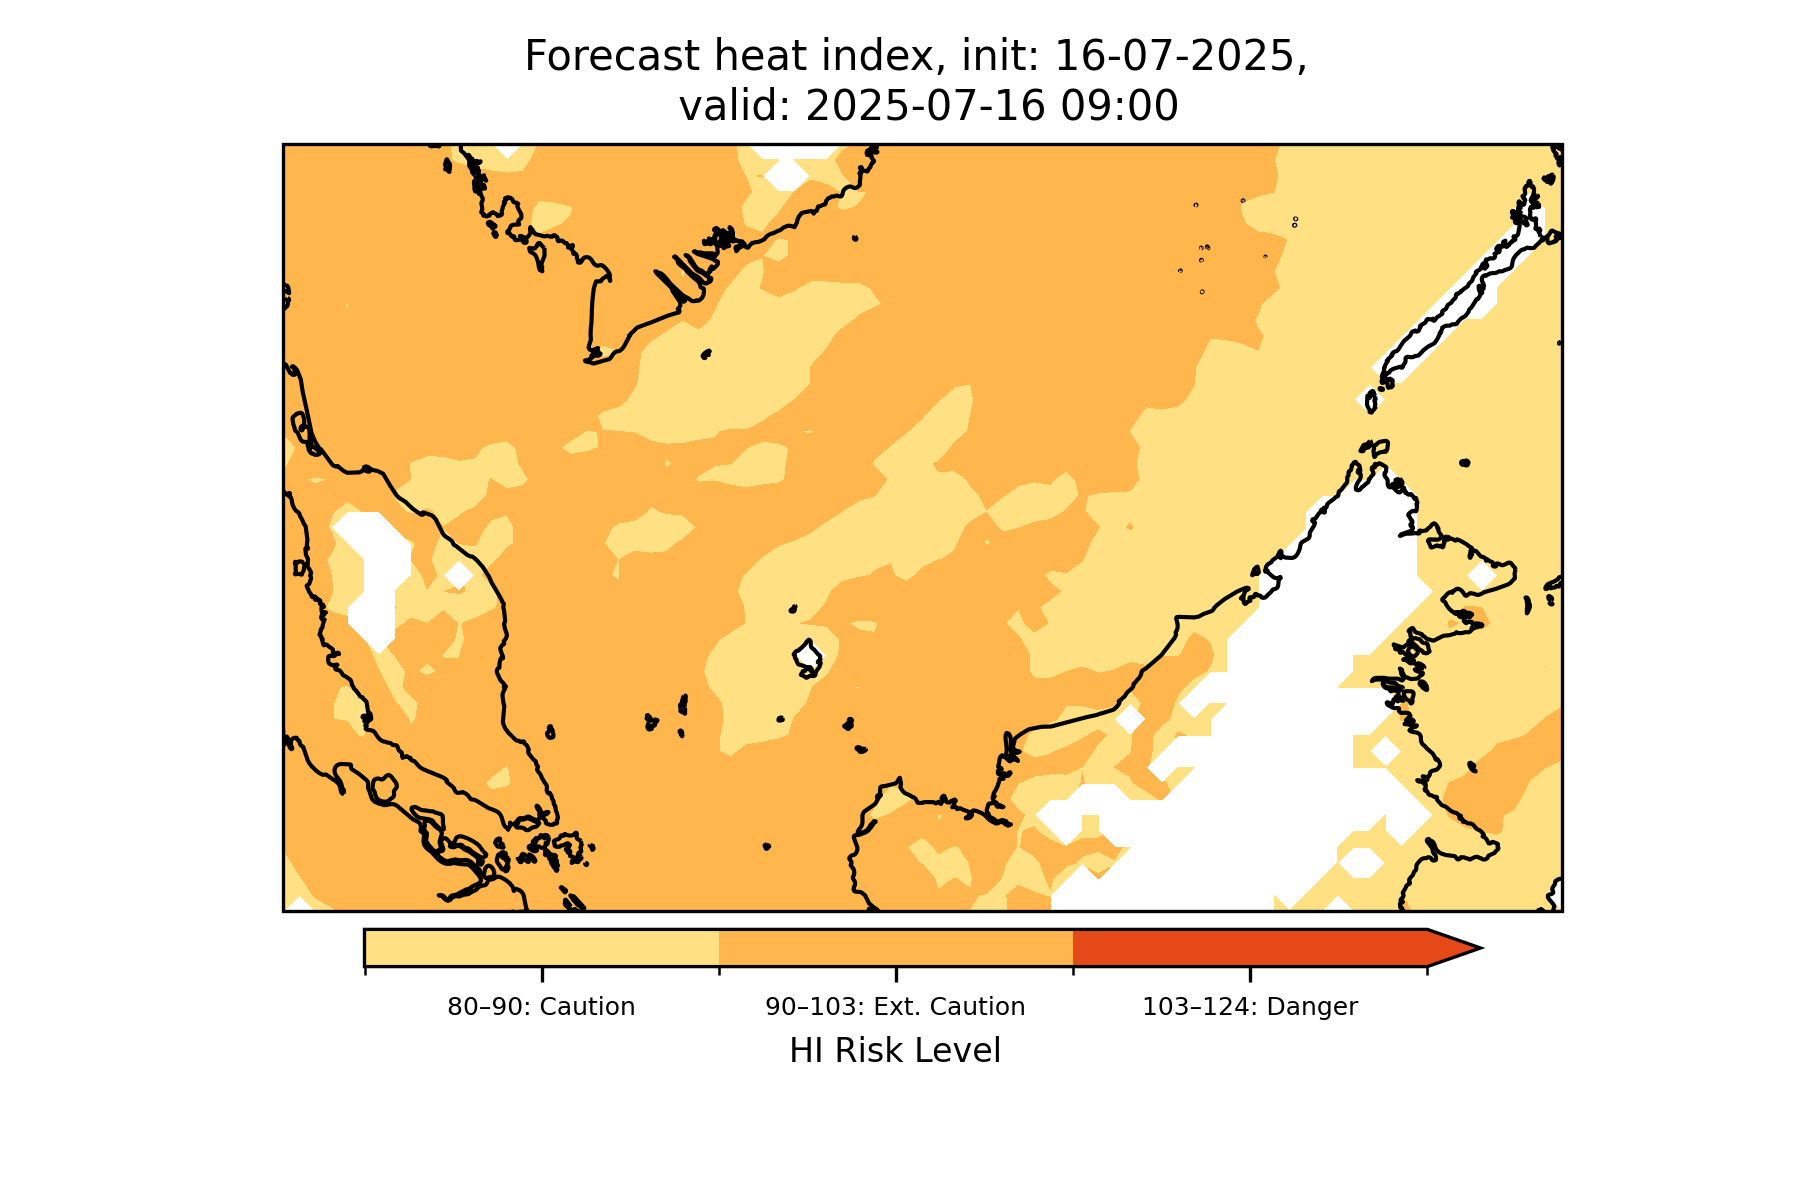 Forecast heat index, init: 16-07-2025,
valid: 2025-07-16 09:00
80–90: Caution
90–103: Ext. Caution
103–124: Danger
HI Risk Level